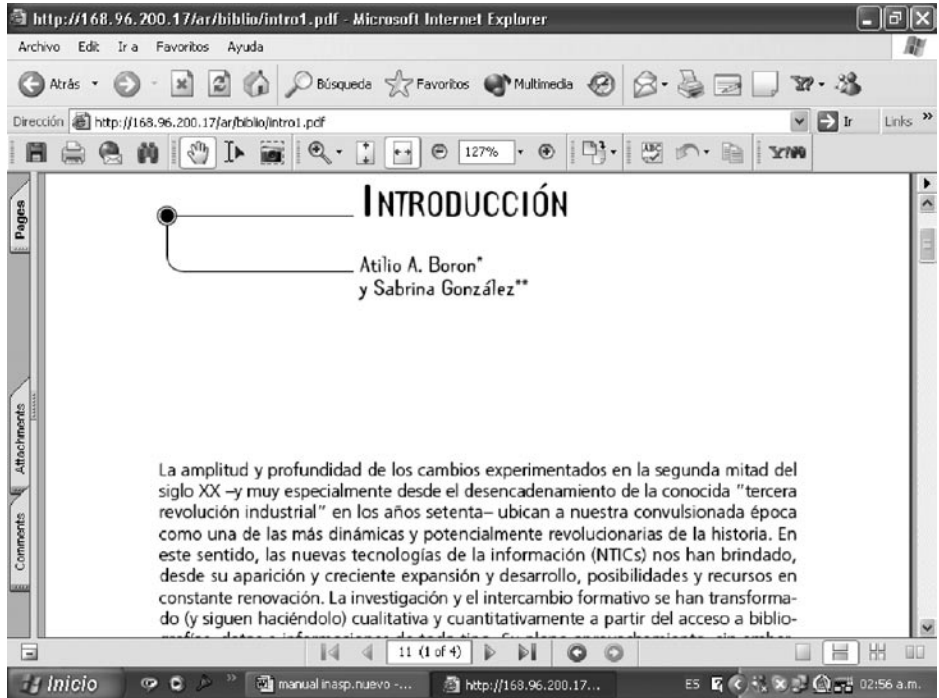 http://168.96.200.17/ar/biblio/intro1.pdf - Microsoft Internet Explorer
Archivo Edit Ir a Favoritos Ayuda
Atrás Búsqueda Favoritos Multimedia
Dirección http://168.96.200.17/ar/biblio/intro1.pdf Ir Links »
127%
Pages
INTRODUCCIÓN
Atilio A. Boron*
y Sabrina González**
Attachments
Comments
La amplitud y profundidad de los cambios experimentados en la segunda mitad del
siglo XX –y muy especialmente desde el desencadenamiento de la conocida "tercera
revolución industrial" en los años setenta– ubican a nuestra convulsionada época
como una de las más dinámicas y potencialmente revolucionarias de la historia. En
este sentido, las nuevas tecnologías de la información (NTICs) nos han brindado,
desde su aparición y creciente expansión y desarrollo, posibilidades y recursos en
constante renovación. La investigación y el intercambio formativo se han transforma-
do (y siguen haciéndolo) cualitativa y cuantitativamente a partir del acceso a biblio-
11 (1 of 4)
Inicio » manual inasp.nuevo -... http://168.96.200.17... ES 02:56 a.m.